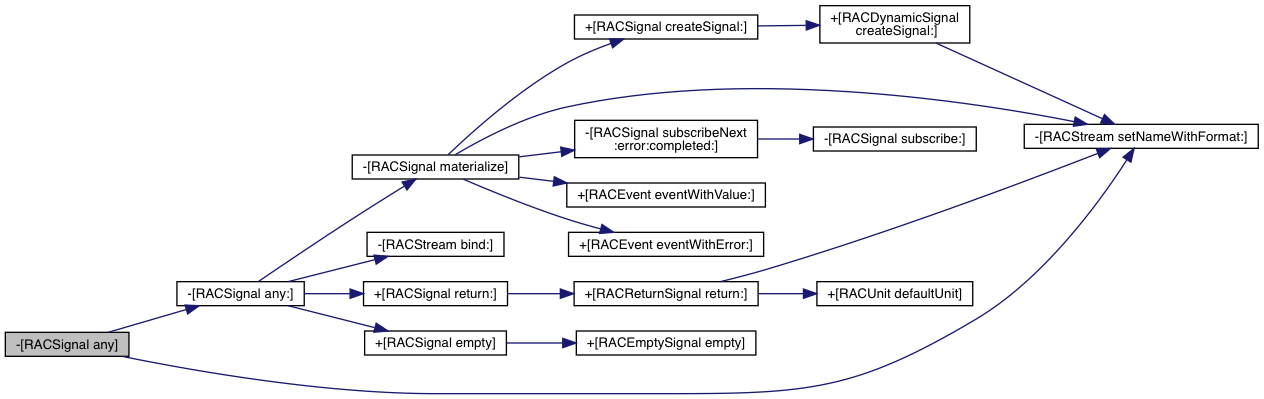 +[RACSignal createSignal:]
+[RACDynamicSignal
createSignal:]
-[RACStream setNameWithFormat:]
-[RACSignal subscribeNext
:error:completed:]
-[RACSignal subscribe:]
-[RACSignal materialize]
+[RACEvent eventWithValue:]
-[RACStream bind:]
+[RACEvent eventWithError:]
-[RACSignal any:]
+[RACSignal return:]
+[RACReturnSignal return:]
+[RACUnit defaultUnit]
-[RACSignal any]
+[RACSignal empty]
+[RACEmptySignal empty]